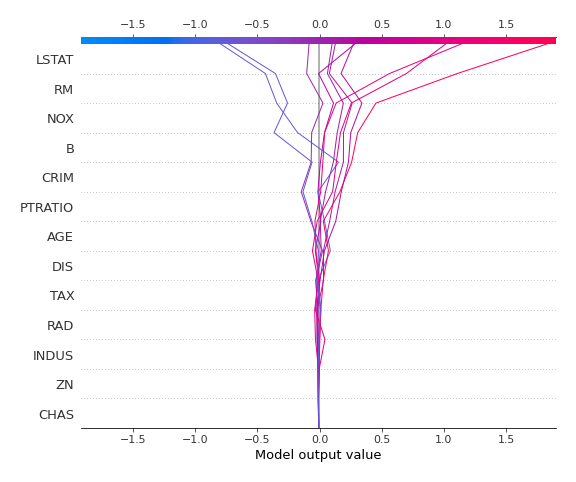 −1.5 −1.0 −0.5 0.0 0.5 1.0 1.5
LSTAT
RM
NOX
B
CRIM
PTRATIO
AGE
DIS
TAX
RAD
INDUS
ZN
CHAS
−1.5 −1.0 −0.5 0.0 0.5 1.0 1.5
Model output value